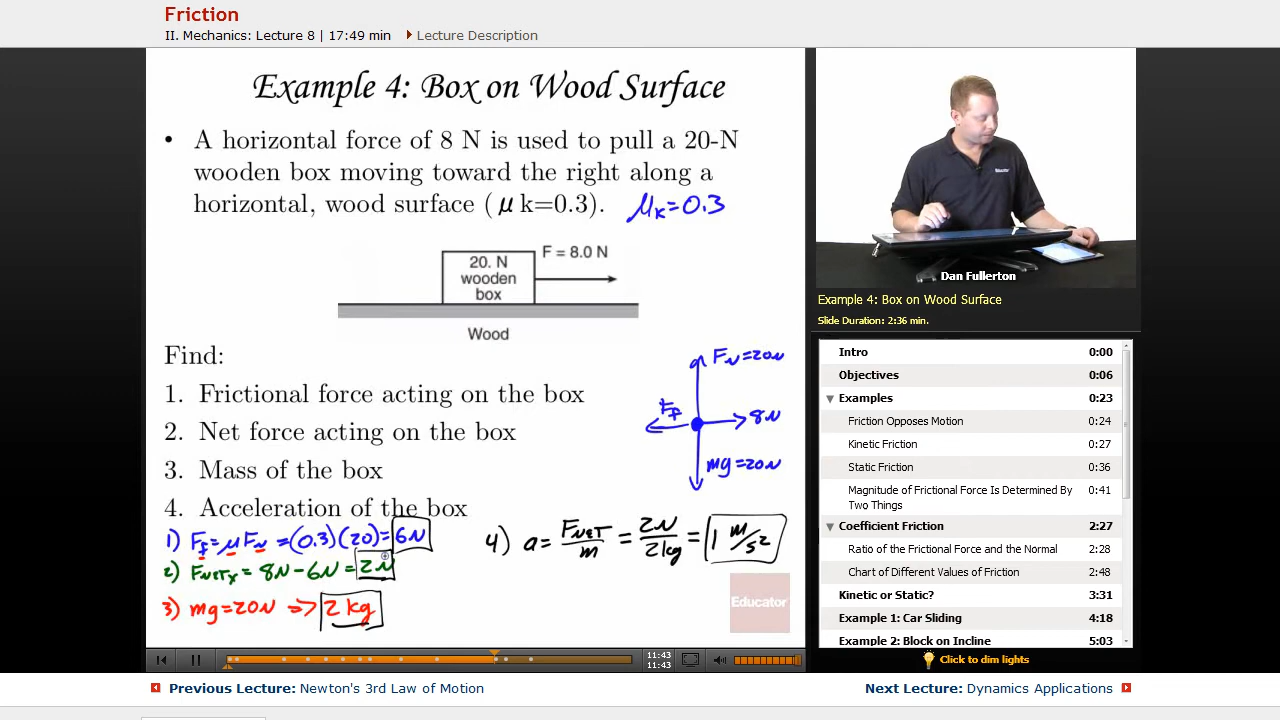 Friction
II. Mechanics: Lecture 8 | 17:49 min
Lecture Description
Example 4: Box on Wood Surface
• A horizontal force of 8 N is used to pull a 20-N
wooden box moving toward the right along a
horizontal, wood surface ( μ k=0.3).
μk=0.3
F = 8.0 N
20. N
wooden
box
Wood
Find:
1. Frictional force acting on the box
2. Net force acting on the box
3. Mass of the box
4. Acceleration of the box
FN=20N
Ff
8N
mg=20N
1) Ff=μFN=(0.3)(20)=6N
2) FNETx=8N-6N=2N
3) mg=20N => 2 kg
4) a=FNET/m=2N/2kg=1 m/s²
Educator
11:43
11:43
Educator
Dan Fullerton
Example 4: Box on Wood Surface
Slide Duration: 2:36 min.
Intro 0:00
Objectives 0:06
Examples 0:23
Friction Opposes Motion 0:24
Kinetic Friction 0:27
Static Friction 0:36
Magnitude of Frictional Force Is Determined By
Two Things 0:41
Coefficient Friction 2:27
Ratio of the Frictional Force and the Normal 2:28
Chart of Different Values of Friction 2:48
Kinetic or Static? 3:31
Example 1: Car Sliding 4:18
Example 2: Block on Incline 5:03
Click to dim lights
Previous Lecture: Newton's 3rd Law of Motion
Next Lecture: Dynamics Applications